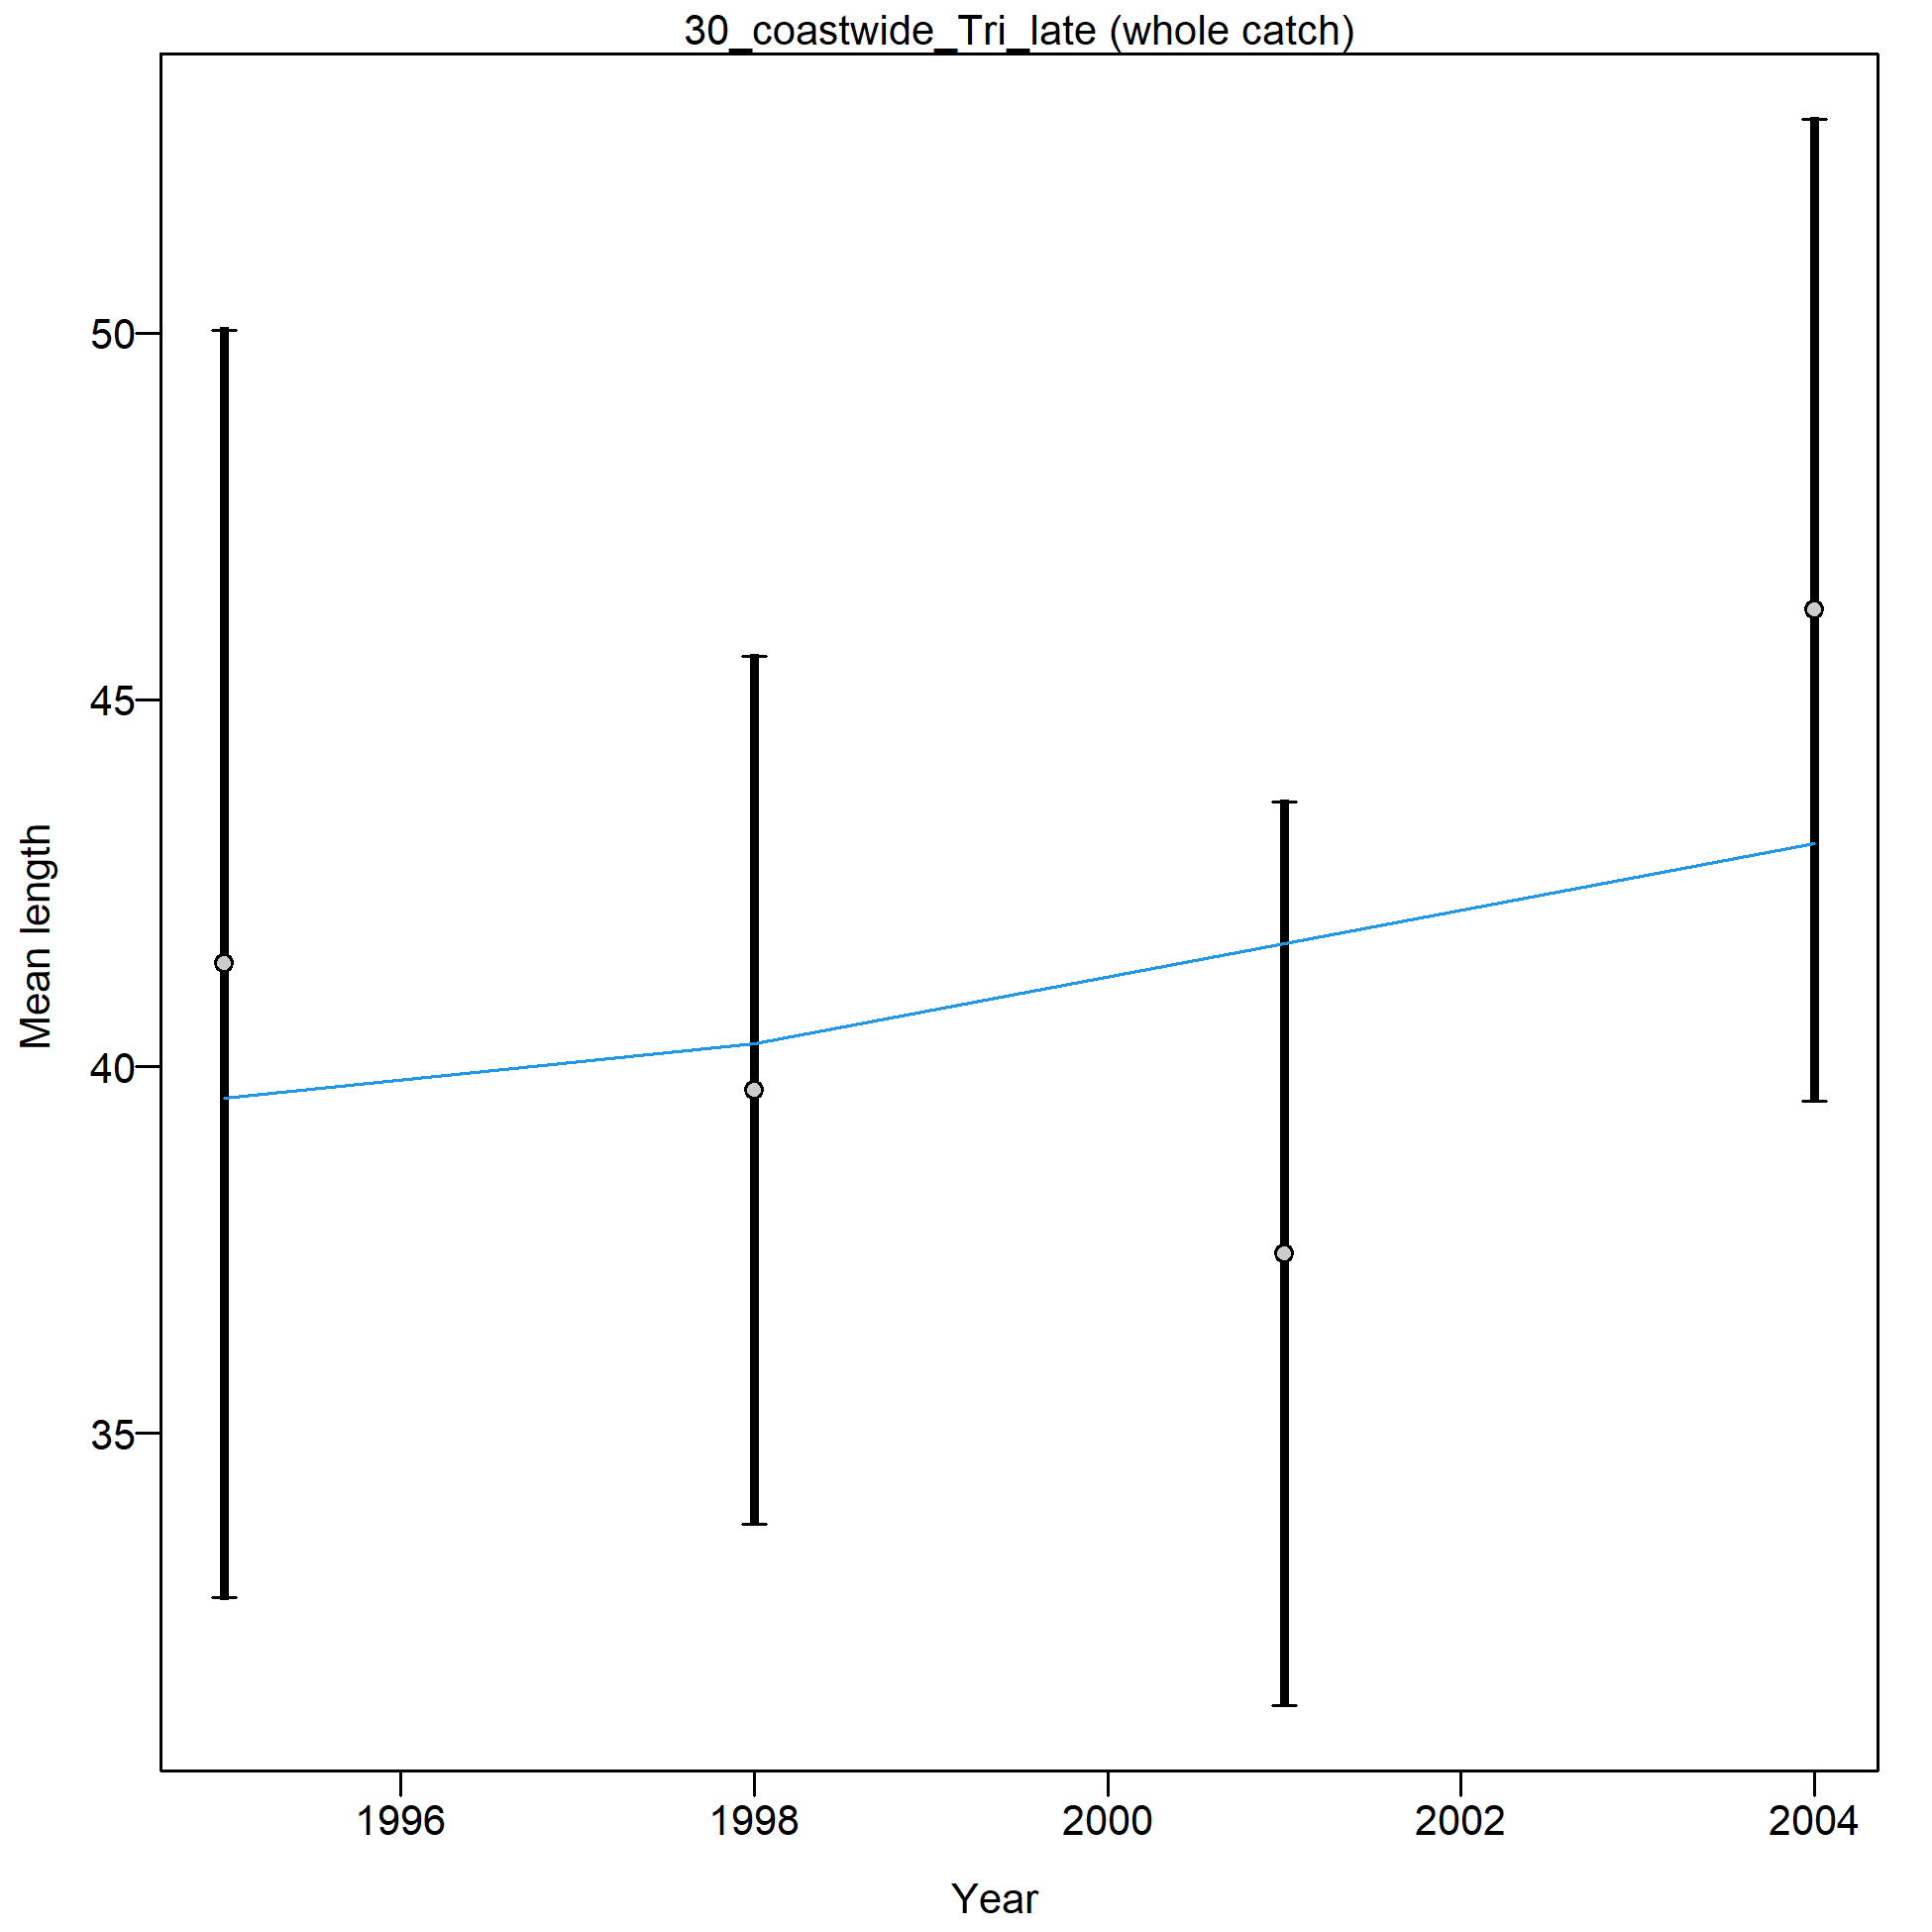 30_coastwide_Tri_late (whole catch)
50
45
40
35
Mean length
1996 1998 2000 2002 2004
Year